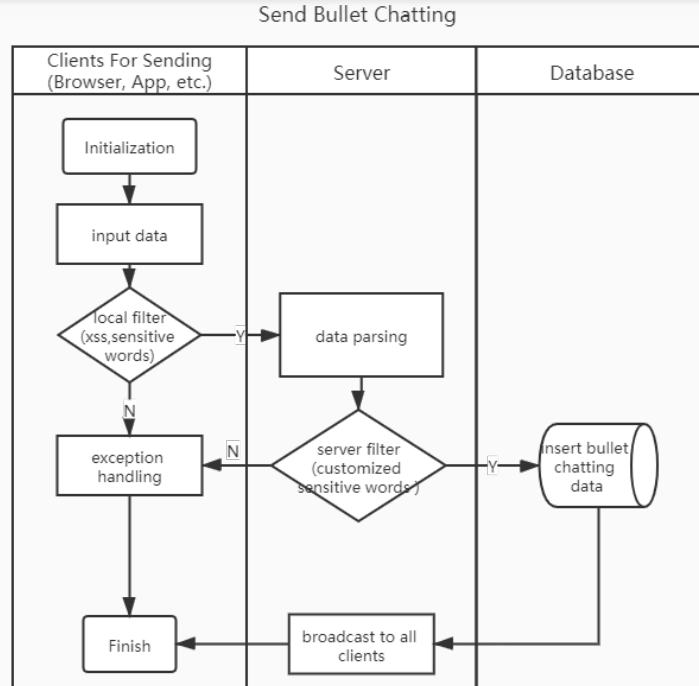 Send Bullet Chatting
Clients For Sending
(Browser, App, etc.)
Server
Database
Initialization
input data
local filter
(xss,sensitive
words)
Y
data parsing
N
exception
handling
N
server filter
(customized
sensitive words )
Y
insert bullet
chatting
data
Finish
broadcast to all
clients